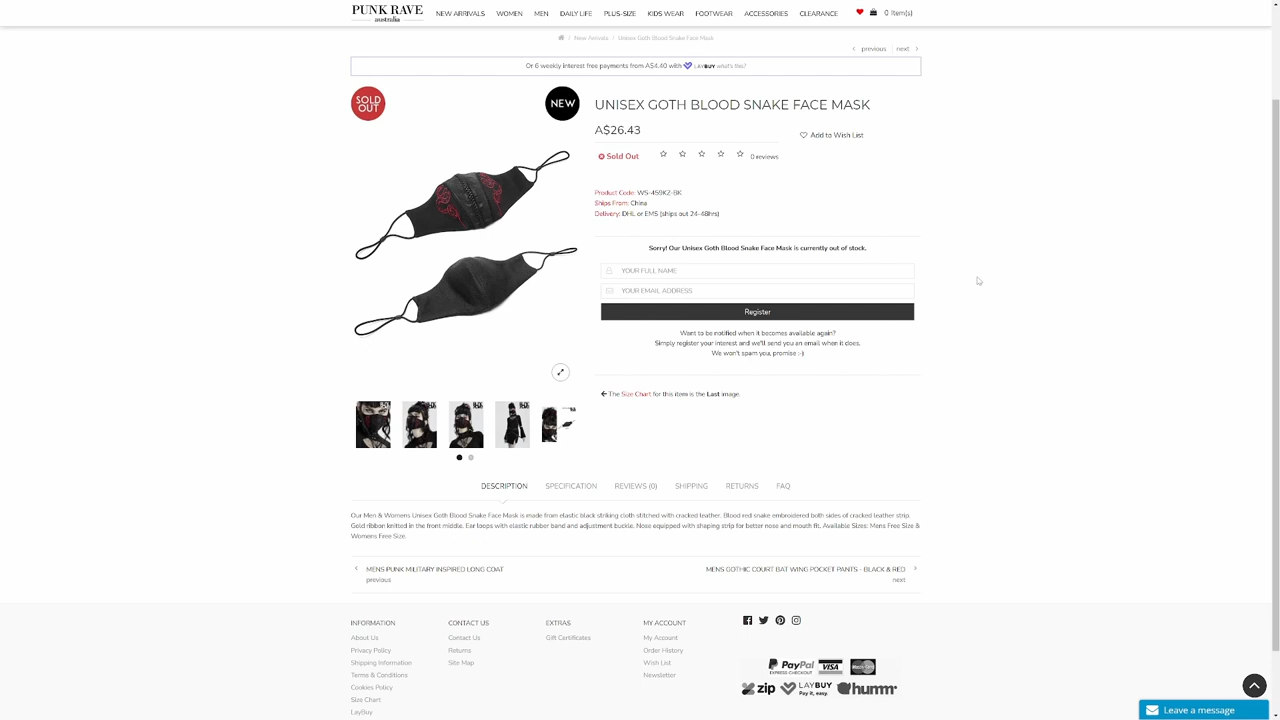 PUNK RAVE
australia
NEW ARRIVALS WOMEN MEN DAILY LIFE PLUS-SIZE KIDS WEAR FOOTWEAR ACCESSORIES CLEARANCE 0 Item(s)
/ New Arrivals / Unisex Goth Blood Snake Face Mask
previous next
Or 6 weekly interest free payments from A$4.40 with LAYBUY what's this?
SOLD OUT
NEW
UNISEX GOTH BLOOD SNAKE FACE MASK
A$26.43
Add to Wish List
Sold Out 0 reviews
Product Code: WS-459KZ-BK
Ships From: China
Delivery: DHL or EMS (ships out 24-48hrs)
Sorry! Our Unisex Goth Blood Snake Face Mask is currently out of stock.
YOUR FULL NAME
YOUR EMAIL ADDRESS
Register
Want to be notified when it becomes available again?
Simply register your interest and we'll send you an email when it does.
We won't spam you, promise :-)
The Size Chart for this item is the Last image.
DESCRIPTION SPECIFICATION REVIEWS (0) SHIPPING RETURNS FAQ
Our Men & Womens Unisex Goth Blood Snake Face Mask is made from elastic black striking cloth stitched with cracked leather. Blood red snake embroidered both sides of cracked leather strip.
Gold ribbon knitted in the front middle. Ear loops with elastic rubber band and adjustment buckle. Nose equipped with shaping strip for better nose and mouth fit. Available Sizes: Mens Free Size &
Womens Free Size.
MENS PUNK MILITARY INSPIRED LONG COAT MENS GOTHIC COURT BAT WING POCKET PANTS - BLACK & RED
previous next
INFORMATION CONTACT US EXTRAS MY ACCOUNT
About Us Contact Us Gift Certificates My Account
Privacy Policy Returns Order History
Shipping Information Site Map Wish List
Terms & Conditions Newsletter
Cookies Policy
Size Chart
LayBuy
PayPal VISA
EXPRESS CHECKOUT
zip LAYBUY humm
Pay it, easy.
Leave a message